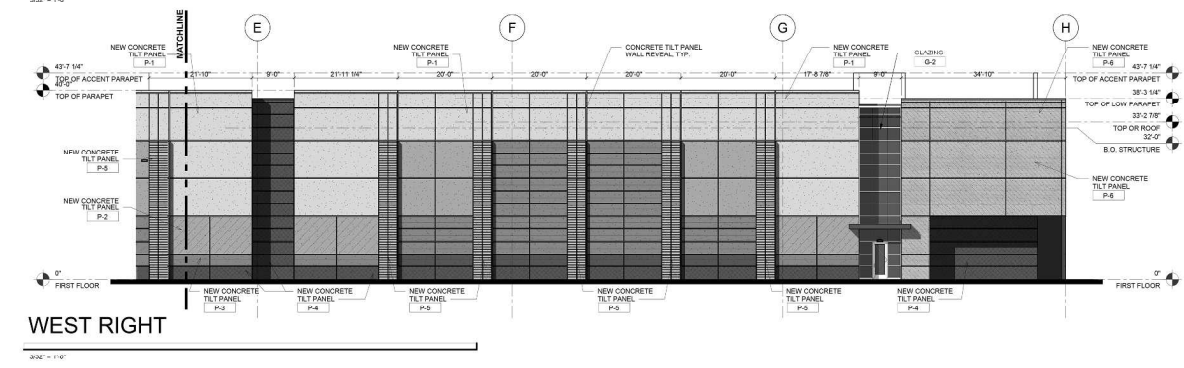 E
F
G
H
MATCHLINE
NEW CONCRETE
TILT PANEL
P-1
NEW CONCRETE
TILT PANEL
P-1
CONCRETE TILT PANEL
WALL REVEAL, TYP.
NEW CONCRETE
TILT PANEL
P-1
GLAZING
G-2
NEW CONCRETE
TILT PANEL
P-6
43'-7 1/4"
TOP OF ACCENT PARAPET
40'-0"
TOP OF PARAPET
21'-10"
9'-0"
21'-11 1/4"
20'-0"
20'-0"
20'-0"
20'-0"
17'-8 7/8"
9'-0"
34'-10"
43'-7 1/4"
TOP OF ACCENT PARAPET
38'-3 1/4"
TOP OF LOW PARAPET
33'-2 7/8"
TOP OR ROOF
32'-0"
B.O. STRUCTURE
NEW CONCRETE
TILT PANEL
P-5
NEW CONCRETE
TILT PANEL
P-2
NEW CONCRETE
TILT PANEL
P-6
0"
FIRST FLOOR
0"
FIRST FLOOR
NEW CONCRETE
TILT PANEL
P-3
NEW CONCRETE
TILT PANEL
P-4
NEW CONCRETE
TILT PANEL
P-5
NEW CONCRETE
TILT PANEL
P-5
NEW CONCRETE
TILT PANEL
P-5
NEW CONCRETE
TILT PANEL
P-4
WEST RIGHT
3/32" = 1'-0"